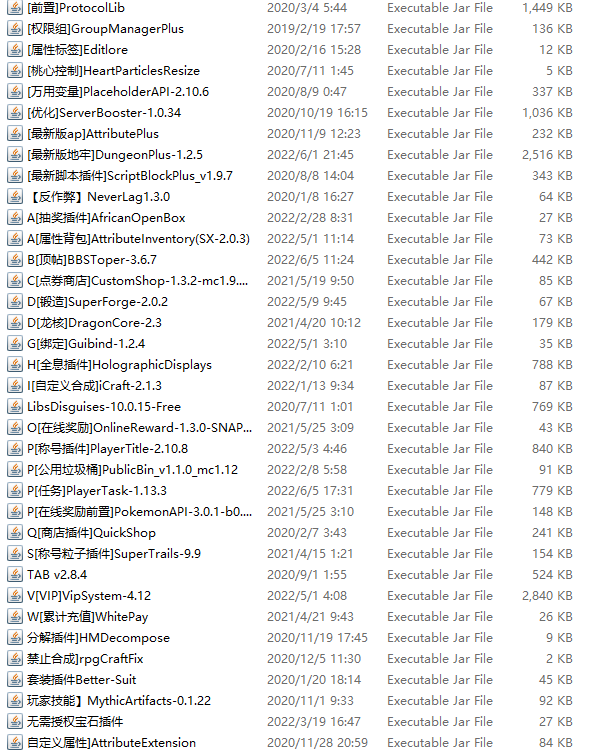 [前置]ProtocolLib 2020/3/4 5:44 Executable Jar File 1,449 KB
[权限组]GroupManagerPlus 2019/2/19 17:57 Executable Jar File 136 KB
[属性标签]Editlore 2020/2/16 15:28 Executable Jar File 12 KB
[桃心控制]HeartParticlesResize 2020/7/11 1:45 Executable Jar File 5 KB
[万用变量]PlaceholderAPI-2.10.6 2020/8/9 0:47 Executable Jar File 337 KB
[优化]ServerBooster-1.0.34 2020/10/19 16:15 Executable Jar File 1,036 KB
[最新版ap]AttributePlus 2020/11/9 12:23 Executable Jar File 232 KB
[最新版地牢]DungeonPlus-1.2.5 2022/6/1 21:45 Executable Jar File 2,516 KB
[最新脚本插件]ScriptBlockPlus_v1.9.7 2020/8/8 14:04 Executable Jar File 343 KB
【反作弊】NeverLag1.3.0 2020/1/8 16:27 Executable Jar File 64 KB
A[抽奖插件]AfricanOpenBox 2022/2/28 8:31 Executable Jar File 27 KB
A[属性背包]AttributeInventory(SX-2.0.3) 2022/5/1 11:14 Executable Jar File 73 KB
B[顶帖]BBSToper-3.6.7 2022/6/5 11:24 Executable Jar File 442 KB
C[点券商店]CustomShop-1.3.2-mc1.9.... 2021/5/19 9:50 Executable Jar File 85 KB
D[锻造]SuperForge-2.0.2 2022/5/9 9:45 Executable Jar File 67 KB
D[龙核]DragonCore-2.3 2021/4/20 10:12 Executable Jar File 179 KB
G[绑定]Guibind-1.2.4 2022/5/1 3:10 Executable Jar File 35 KB
H[全息插件]HolographicDisplays 2022/2/10 6:21 Executable Jar File 788 KB
I[自定义合成]iCraft-2.1.3 2022/1/13 9:34 Executable Jar File 87 KB
LibsDisguises-10.0.15-Free 2020/7/11 1:01 Executable Jar File 769 KB
O[在线奖励]OnlineReward-1.3.0-SNAP... 2021/5/25 3:09 Executable Jar File 43 KB
P[称号插件]PlayerTitle-2.10.8 2022/5/3 4:46 Executable Jar File 840 KB
P[公用垃圾桶]PublicBin_v1.1.0_mc1.12 2022/2/8 5:58 Executable Jar File 91 KB
P[任务]PlayerTask-1.13.3 2022/6/5 17:31 Executable Jar File 779 KB
P[在线奖励前置]PokemonAPI-3.0.1-b0.... 2021/5/25 3:10 Executable Jar File 148 KB
Q[商店插件]QuickShop 2020/2/7 3:43 Executable Jar File 241 KB
S[称号粒子插件]SuperTrails-9.9 2021/4/15 1:21 Executable Jar File 154 KB
TAB v2.8.4 2020/9/1 1:55 Executable Jar File 524 KB
V[VIP]VipSystem-4.12 2022/5/1 4:08 Executable Jar File 2,840 KB
W[累计充值]WhitePay 2021/4/21 9:43 Executable Jar File 26 KB
分解插件]HMDecompose 2020/11/19 17:45 Executable Jar File 9 KB
禁止合成]rpgCraftFix 2020/12/5 11:30 Executable Jar File 2 KB
套装插件Better-Suit 2020/1/20 18:14 Executable Jar File 45 KB
玩家技能】MythicArtifacts-0.1.22 2020/11/1 9:33 Executable Jar File 92 KB
无需授权宝石插件 2022/3/19 16:47 Executable Jar File 27 KB
自定义属性]AttributeExtension 2020/11/28 20:59 Executable Jar File 84 KB